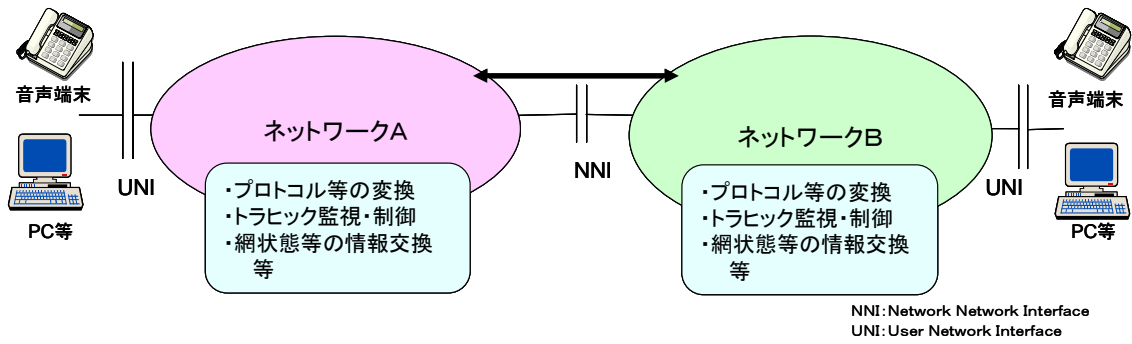 音声端末
PC等
UNI
ネットワークA
・プロトコル等の変換
・トラヒック監視・制御
・網状態等の情報交換
等
NNI
ネットワークB
・プロトコル等の変換
・トラヒック監視・制御
・網状態等の情報交換
等
UNI
音声端末
PC等
NNI:Network Network Interface
UNI:User Network Interface